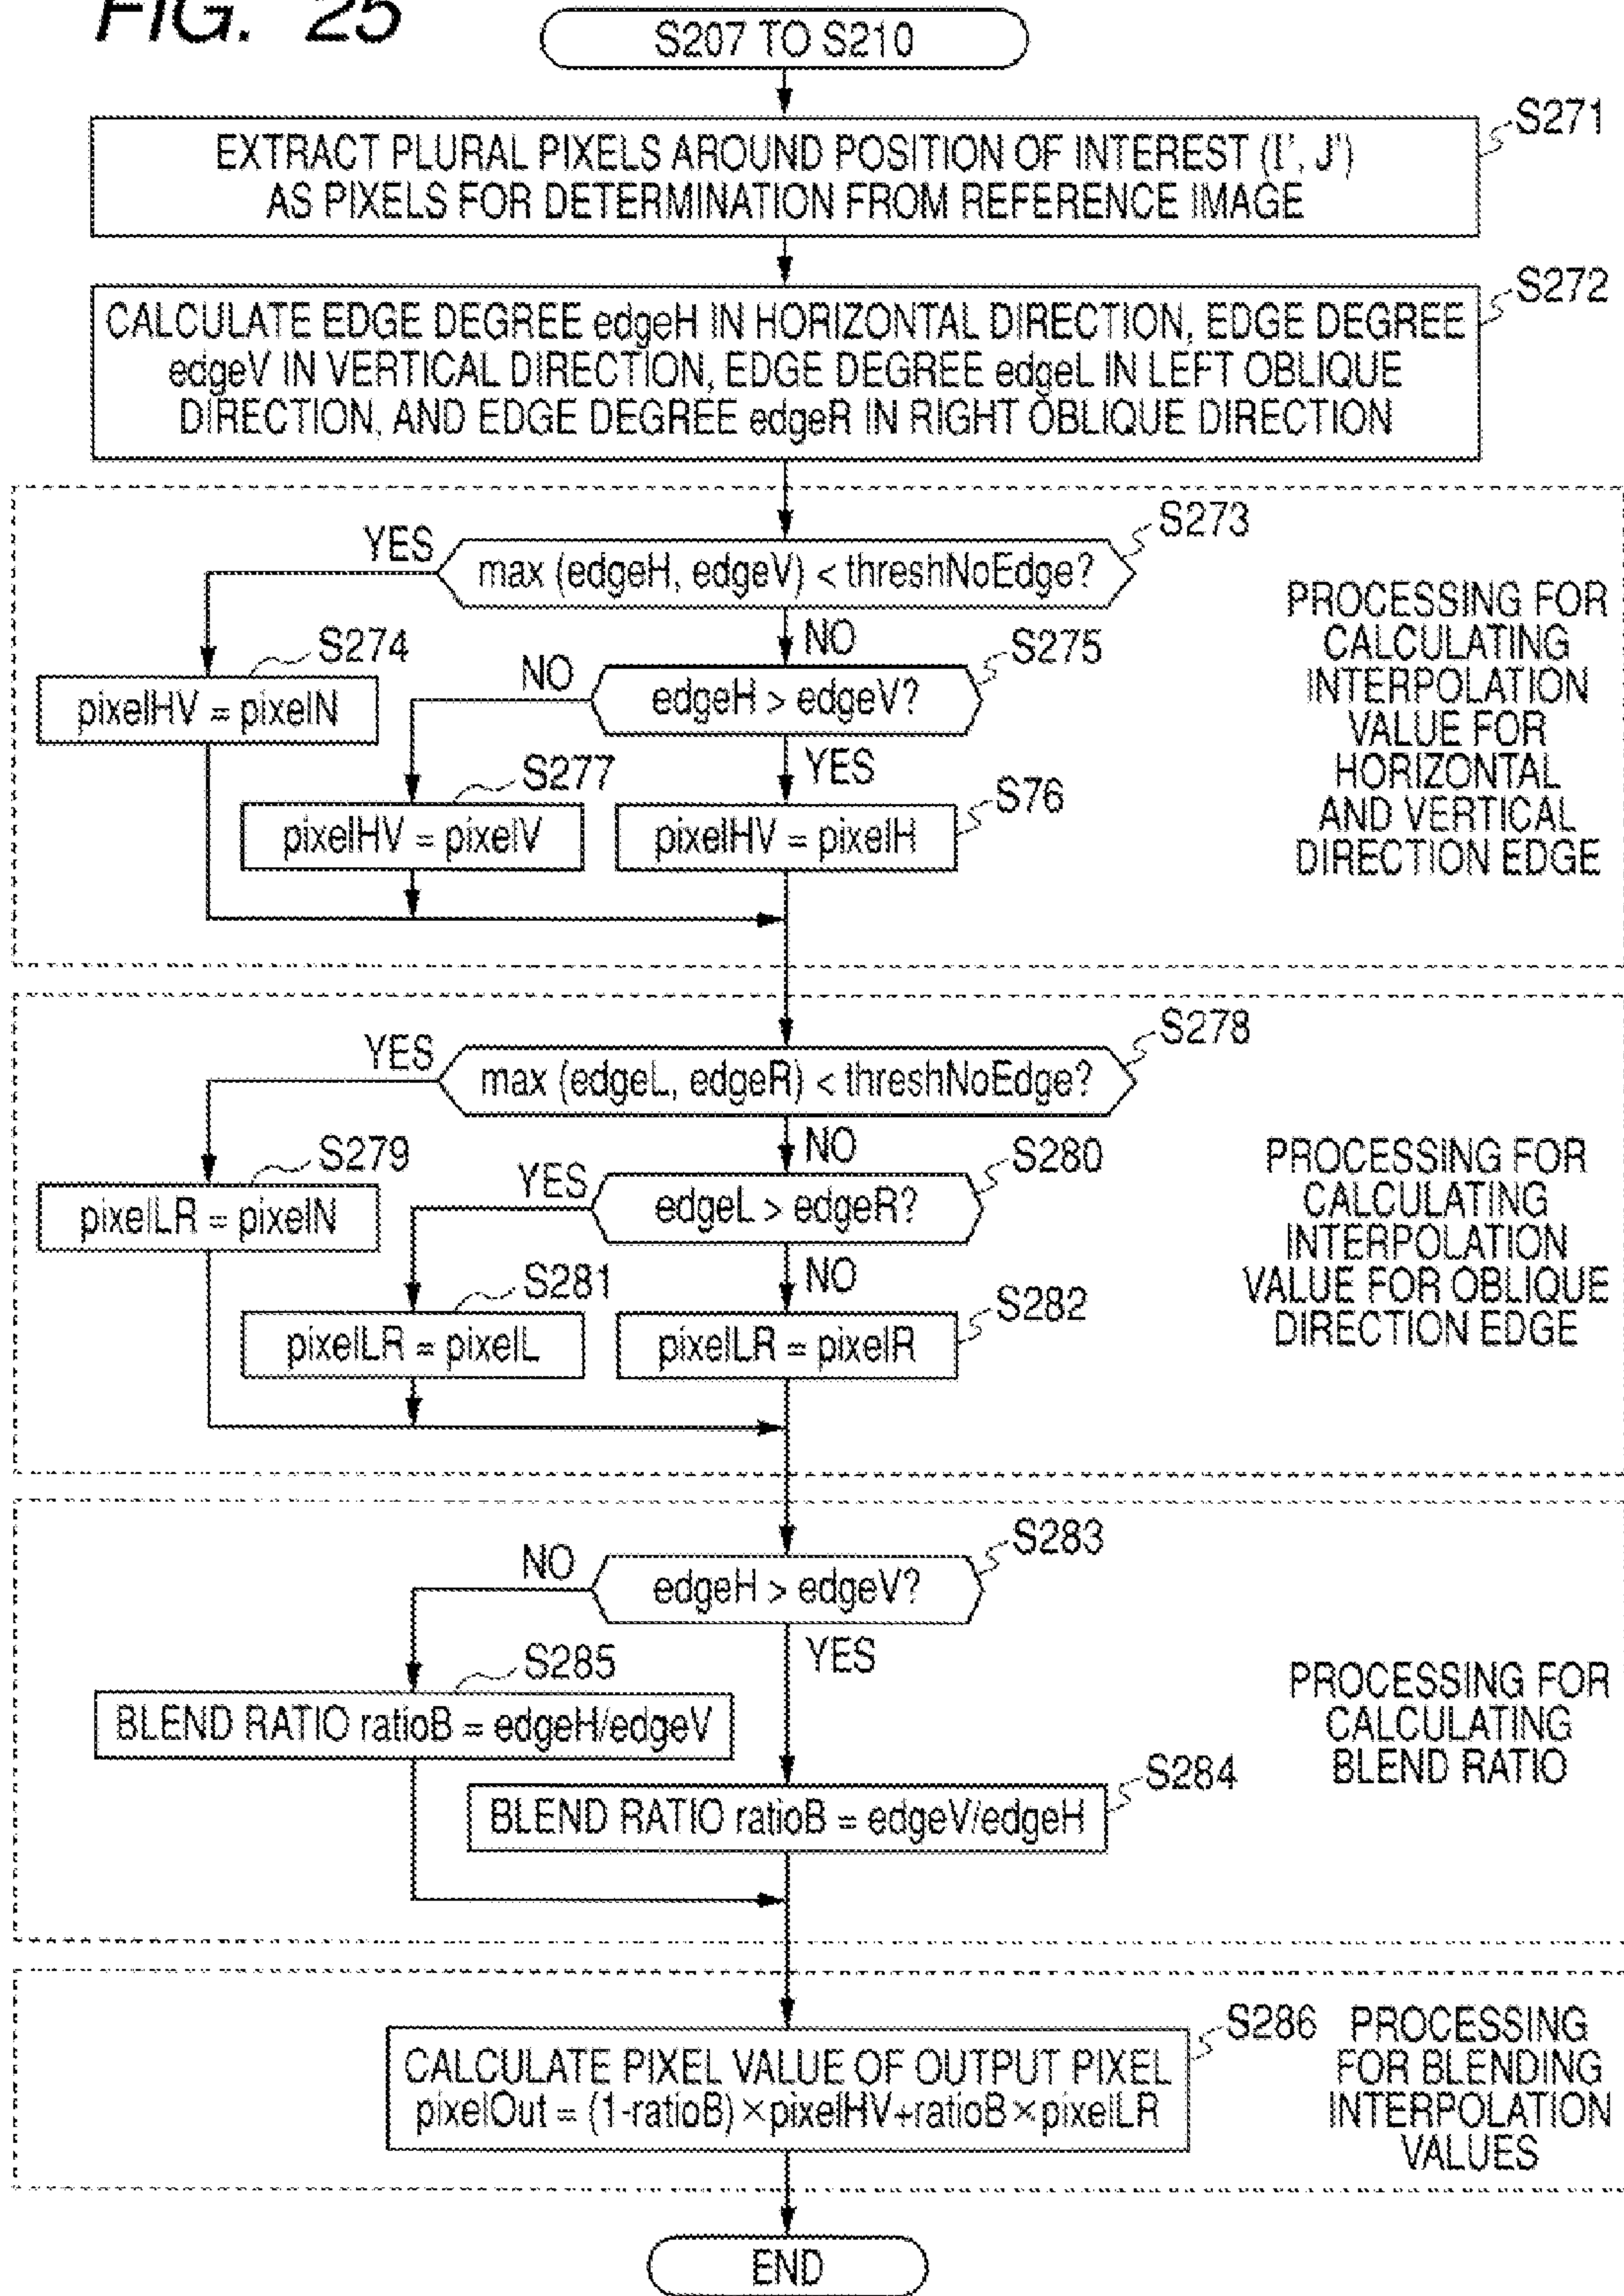 FIG. 25
S207 TO S210
S271
EXTRACT PLURAL PIXELS AROUND POSITION OF INTEREST (I', J')
AS PIXELS FOR DETERMINATION FROM REFERENCE IMAGE
S272
CALCULATE EDGE DEGREE edgeH IN HORIZONTAL DIRECTION, EDGE DEGREE
edgeV IN VERTICAL DIRECTION, EDGE DEGREE edgeL IN LEFT OBLIQUE
DIRECTION, AND EDGE DEGREE edgeR IN RIGHT OBLIQUE DIRECTION
S273
YES
max (edgeH, edgeV) < threshNoEdge?
NO
S274
pixelHV = pixelN
S275
NO
edgeH > edgeV?
YES
S277
pixelHV = pixelV
S76
pixelHV = pixelH
PROCESSING FOR
CALCULATING
INTERPOLATION
VALUE FOR
HORIZONTAL
AND VERTICAL
DIRECTION EDGE
S278
YES
max (edgeL, edgeR) < threshNoEdge?
NO
S279
pixelLR = pixelN
S280
YES
edgeL > edgeR?
NO
S281
pixelLR = pixelL
S282
pixelLR = pixelR
PROCESSING FOR
CALCULATING
INTERPOLATION
VALUE FOR OBLIQUE
DIRECTION EDGE
S283
NO
edgeH > edgeV?
YES
S285
BLEND RATIO ratioB = edgeH/edgeV
S284
BLEND RATIO ratioB = edgeV/edgeH
PROCESSING FOR
CALCULATING
BLEND RATIO
S286
CALCULATE PIXEL VALUE OF OUTPUT PIXEL
pixelOut = (1-ratioB)×pixelHV+ratioB×pixelLR
PROCESSING
FOR BLENDING
INTERPOLATION
VALUES
END